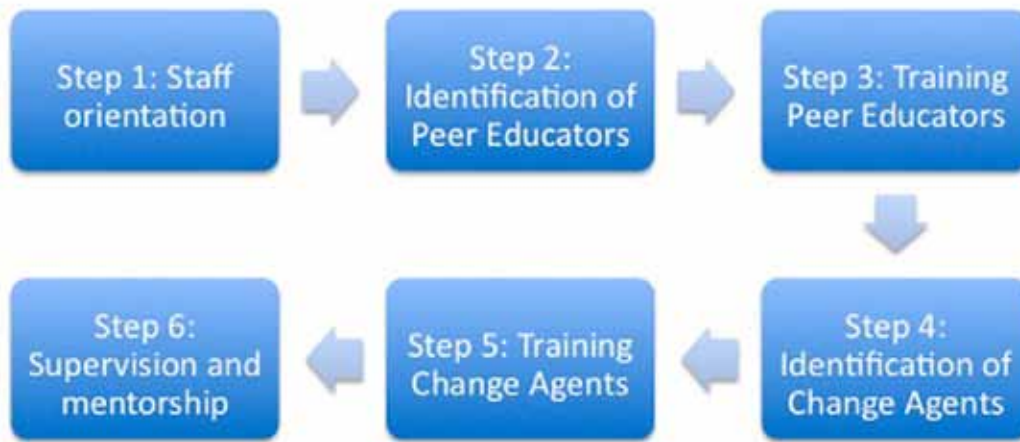 Step 1: Staff
orientation
Step 2:
Identification of
Peer Educators
Step 3: Training
Peer Educators
Step 4:
Identification of
Change Agents
Step 5: Training
Change Agents
Step 6:
Supervision and
mentorship